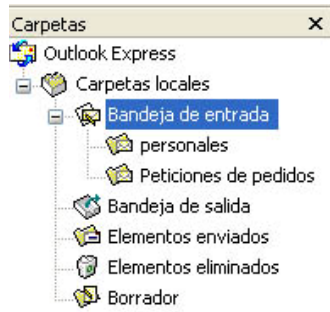 Carpetas
Outlook Express
Carpetas locales
Bandeja de entrada
personales
Peticiones de pedidos
Bandeja de salida
Elementos enviados
Elementos eliminados
Borrador